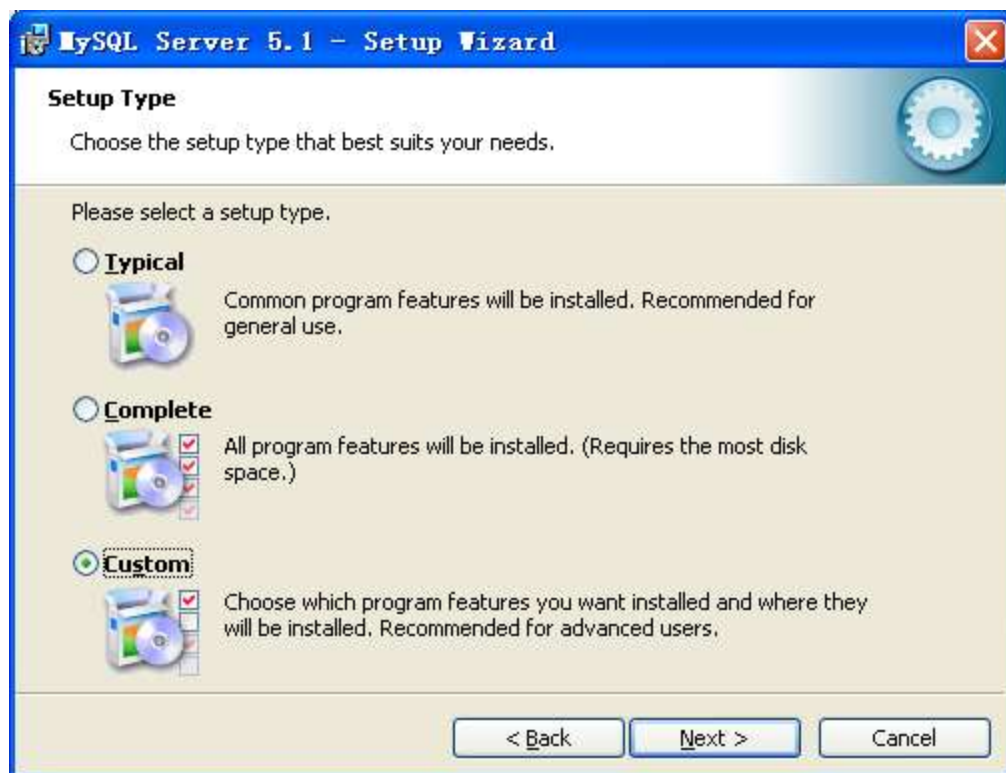 MySQL Server 5.1 - Setup Wizard
Setup Type
Choose the setup type that best suits your needs.
Please select a setup type.
Typical
Common program features will be installed. Recommended for
general use.
Complete
All program features will be installed. (Requires the most disk
space.)
Custom
Choose which program features you want installed and where they
will be installed. Recommended for advanced users.
< Back
Next >
Cancel